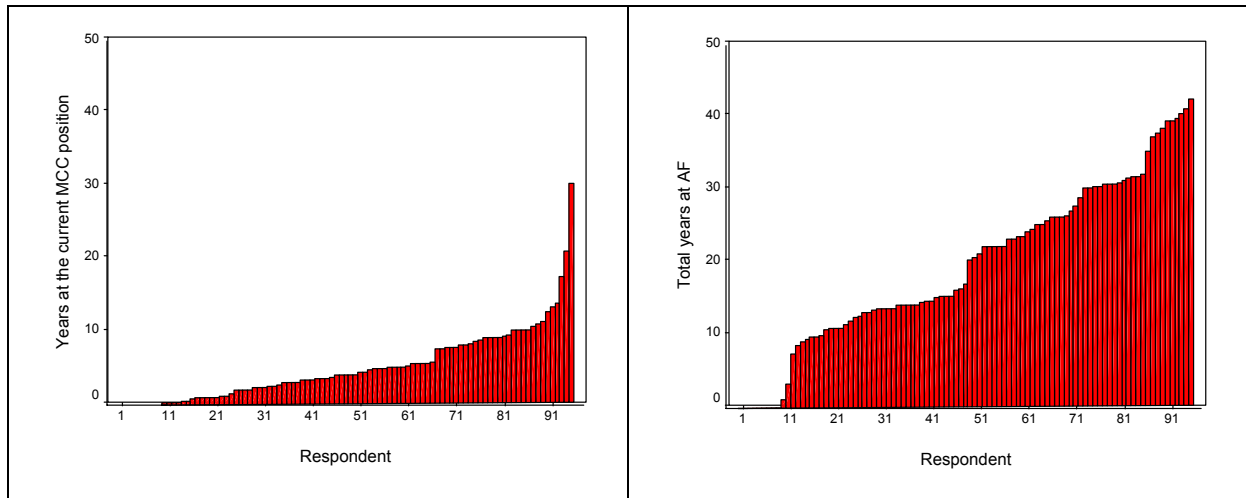 Years at the current MCC position
50
40
30
20
10
0
1 11 21 31 41 51 61 71 81 91
Respondent
Total years at AF
50
40
30
20
10
0
1 11 21 31 41 51 61 71 81 91
Respondent